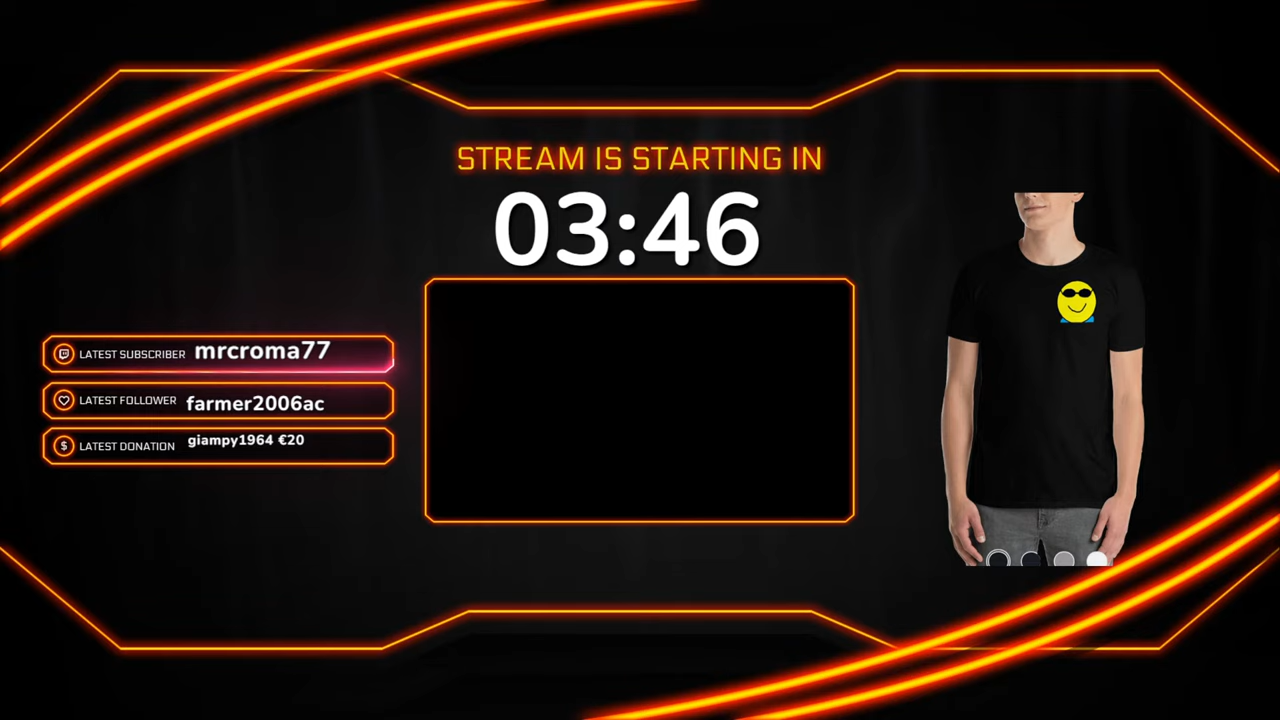 STREAM IS STARTING IN
03:46
LATEST SUBSCRIBER mrcroma77
LATEST FOLLOWER farmer2006ac
$ LATEST DONATION giampy1964 €20